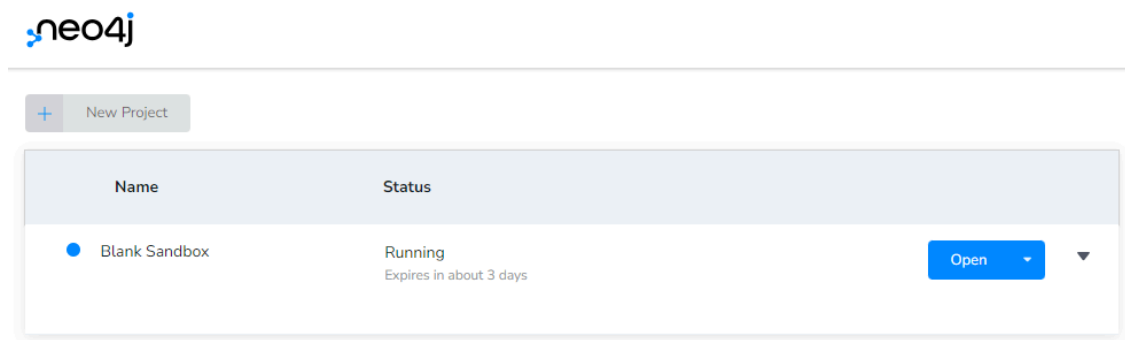 neo4j
+ New Project
Name Status
Blank Sandbox Running Open
Expires in about 3 days